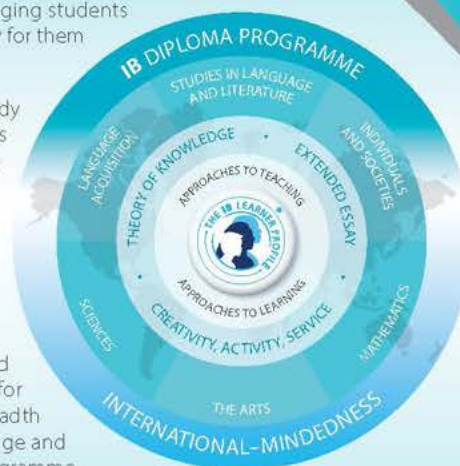 ging students
for them
dy
s
d
for
adth
ge and
gramme
IB DIPLOMA PROGRAMME
STUDIES IN LANGUAGE
AND LITERATURE
LANGUAGE
ACQUISITION
INDIVIDUALS
AND SOCIETIES
SCIENCES
MATHEMATICS
THE ARTS
THEORY OF KNOWLEDGE
EXTENDED ESSAY
CREATIVITY, ACTIVITY, SERVICE
APPROACHES TO TEACHING
THE IB LEARNER PROFILE
APPROACHES TO LEARNING
INTERNATIONAL-MINDEDNESS